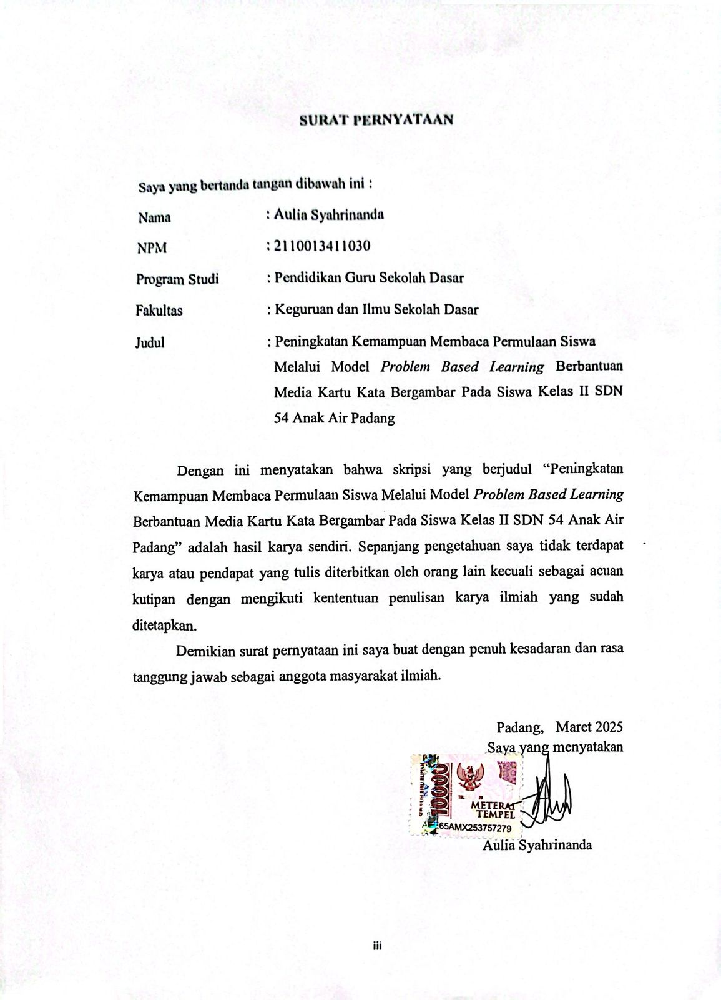 SURAT PERNYATAAN
Saya yang bertanda tangan dibawah ini :
Nama : Aulia Syahrinanda
NPM : 2110013411030
Program Studi : Pendidikan Guru Sekolah Dasar
Fakultas : Keguruan dan Ilmu Sekolah Dasar
Judul : Peningkatan Kemampuan Membaca Permulaan Siswa
Melalui Model Problem Based Learning Berbantuan
Media Kartu Kata Bergambar Pada Siswa Kelas II SDN
54 Anak Air Padang
Dengan ini menyatakan bahwa skripsi yang berjudul “Peningkatan
Kemampuan Membaca Permulaan Siswa Melalui Model Problem Based Learning
Berbantuan Media Kartu Kata Bergambar Pada Siswa Kelas II SDN 54 Anak Air
Padang” adalah hasil karya sendiri. Sepanjang pengetahuan saya tidak terdapat
karya atau pendapat yang tulis diterbitkan oleh orang lain kecuali sebagai acuan
kutipan dengan mengikuti kententuan penulisan karya ilmiah yang sudah
ditetapkan.
Demikian surat pernyataan ini saya buat dengan penuh kesadaran dan rasa
tanggung jawab sebagai anggota masyarakat ilmiah.
Padang, Maret 2025
Saya yang menyatakan
10000
TGL. 20
METERAI
TEMPEL
65AMX253757279
Aulia Syahrinanda
iii